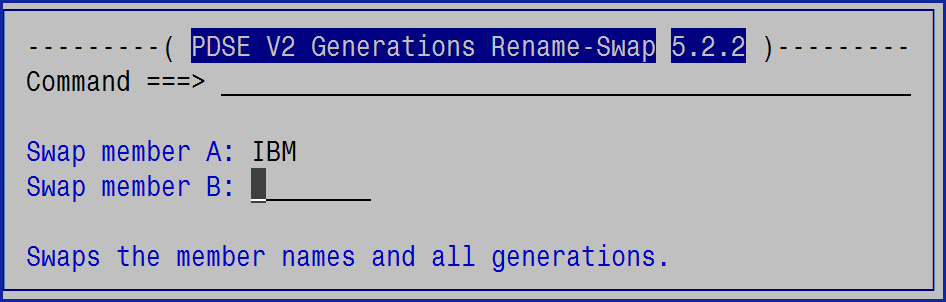 ---------( PDSE V2 Generations Rename-Swap 5.2.2 )---------
Command ===>
Swap member A: IBM
Swap member B:
Swaps the member names and all generations.